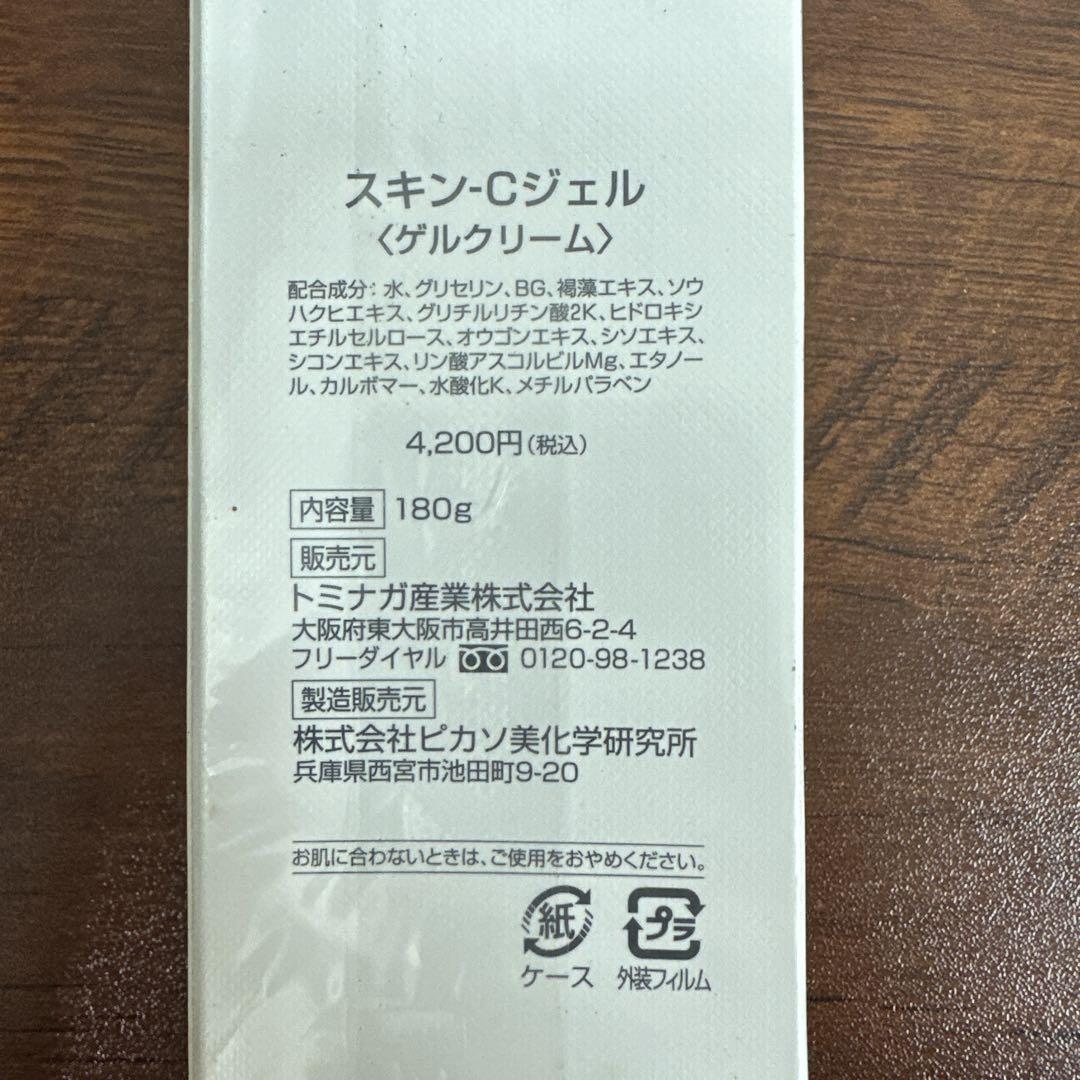 スキン-Cジェル
〈ゲルクリーム〉
配合成分：水、グリセリン、BG、褐藻エキス、ソウ
ハクヒエキス、グリチルリチン酸2K、ヒドロキシ
エチルセルロース、オウゴンエキス、シソエキス、
シコンエキス、リン酸アスコルビルMg、エタノー
ル、カルボマー、水酸化K、メチルパラベン
4,200円（税込）
内容量 180g
販売元
トミナガ産業株式会社
大阪府東大阪市高井田西6-2-4
フリーダイヤル 0120-98-1238
製造販売元
株式会社ピカソ美化学研究所
兵庫県西宮市池田町9-20
お肌に合わないときは、ご使用をおやめください。
紙 プラ
ケース 外装フィルム